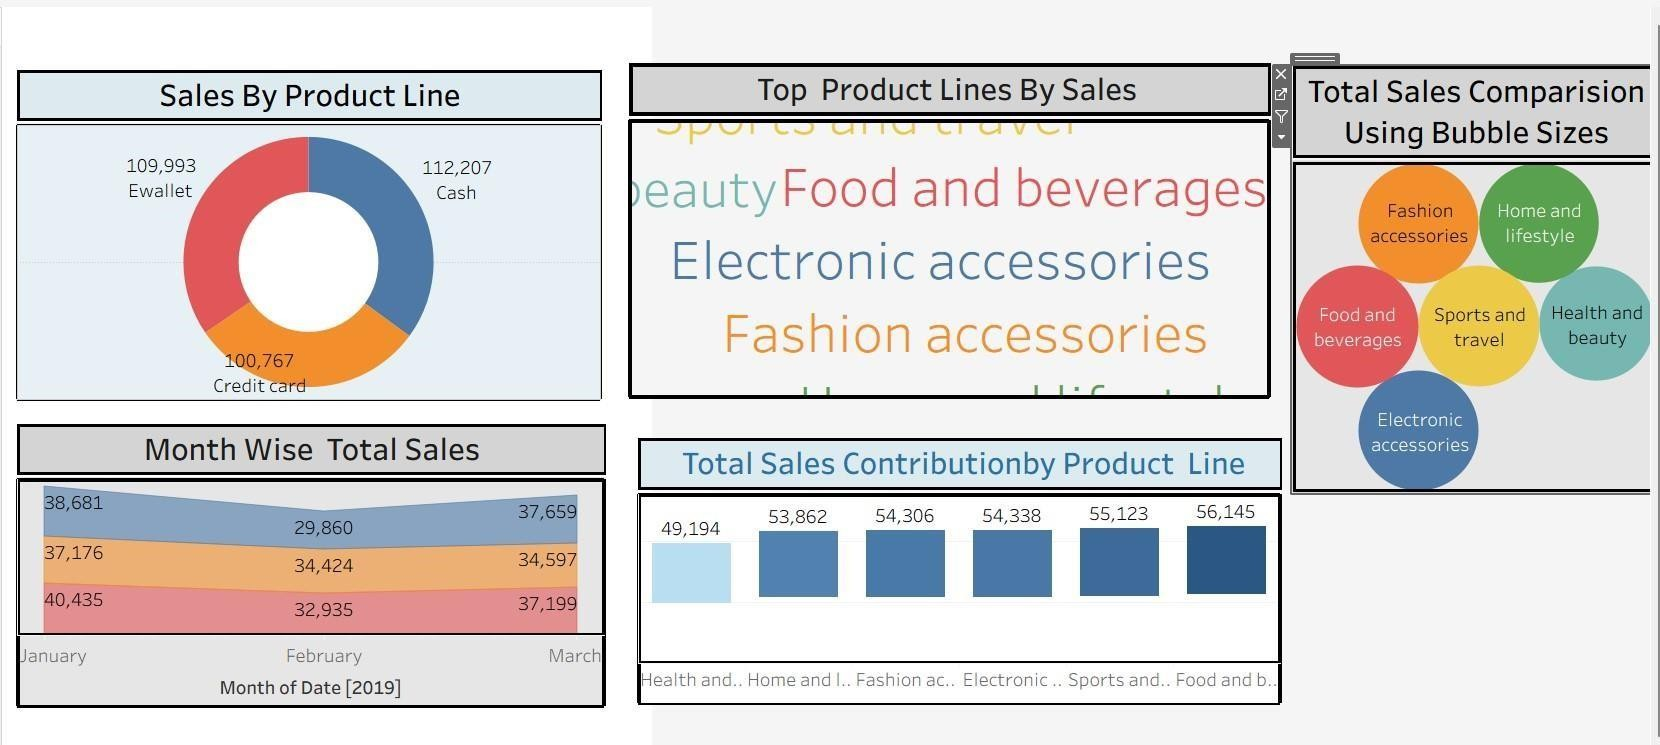 Sales By Product Line
109,993
Ewallet
112,207
Cash
100,767
Credit card
Top  Product Lines By Sales
Sports and travel
beauty Food and beverages
Electronic accessories
Fashion accessories
Total Sales Comparision
Using Bubble Sizes
Fashion
accessories
Home and
lifestyle
Food and
beverages
Sports and
travel
Health and
beauty
Electronic
accessories
Month Wise  Total Sales
38,681
29,860
37,659
37,176
34,424
34,597
40,435
32,935
37,199
January
February
March
Month of Date [2019]
Total Sales Contributionby Product  Line
49,194
53,862
54,306
54,338
55,123
56,145
Health and..
Home and l..
Fashion ac..
Electronic ..
Sports and..
Food and b..